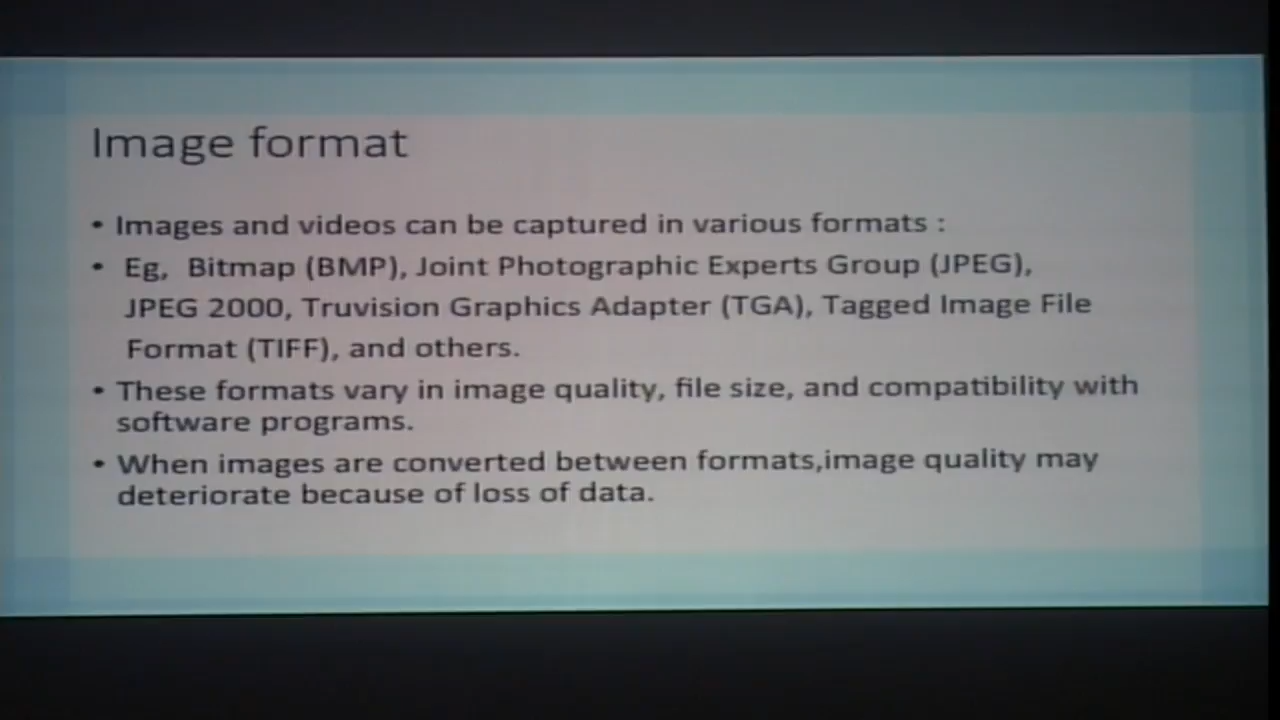 Image format
• Images and videos can be captured in various formats :
• Eg, Bitmap (BMP), Joint Photographic Experts Group (JPEG),
JPEG 2000, Truvision Graphics Adapter (TGA), Tagged Image File
Format (TIFF), and others.
• These formats vary in image quality, file size, and compatibility with
software programs.
• When images are converted between formats,image quality may
deteriorate because of loss of data.